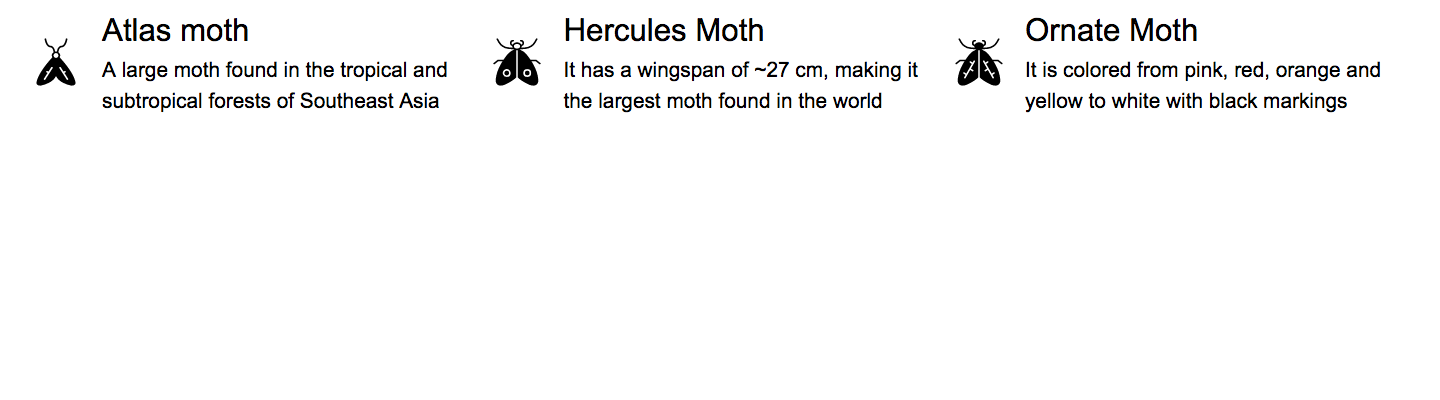 Atlas moth
A large moth found in the tropical and
subtropical forests of Southeast Asia
Hercules Moth
It has a wingspan of ~27 cm, making it
the largest moth found in the world
Ornate Moth
It is colored from pink, red, orange and
yellow to white with black markings